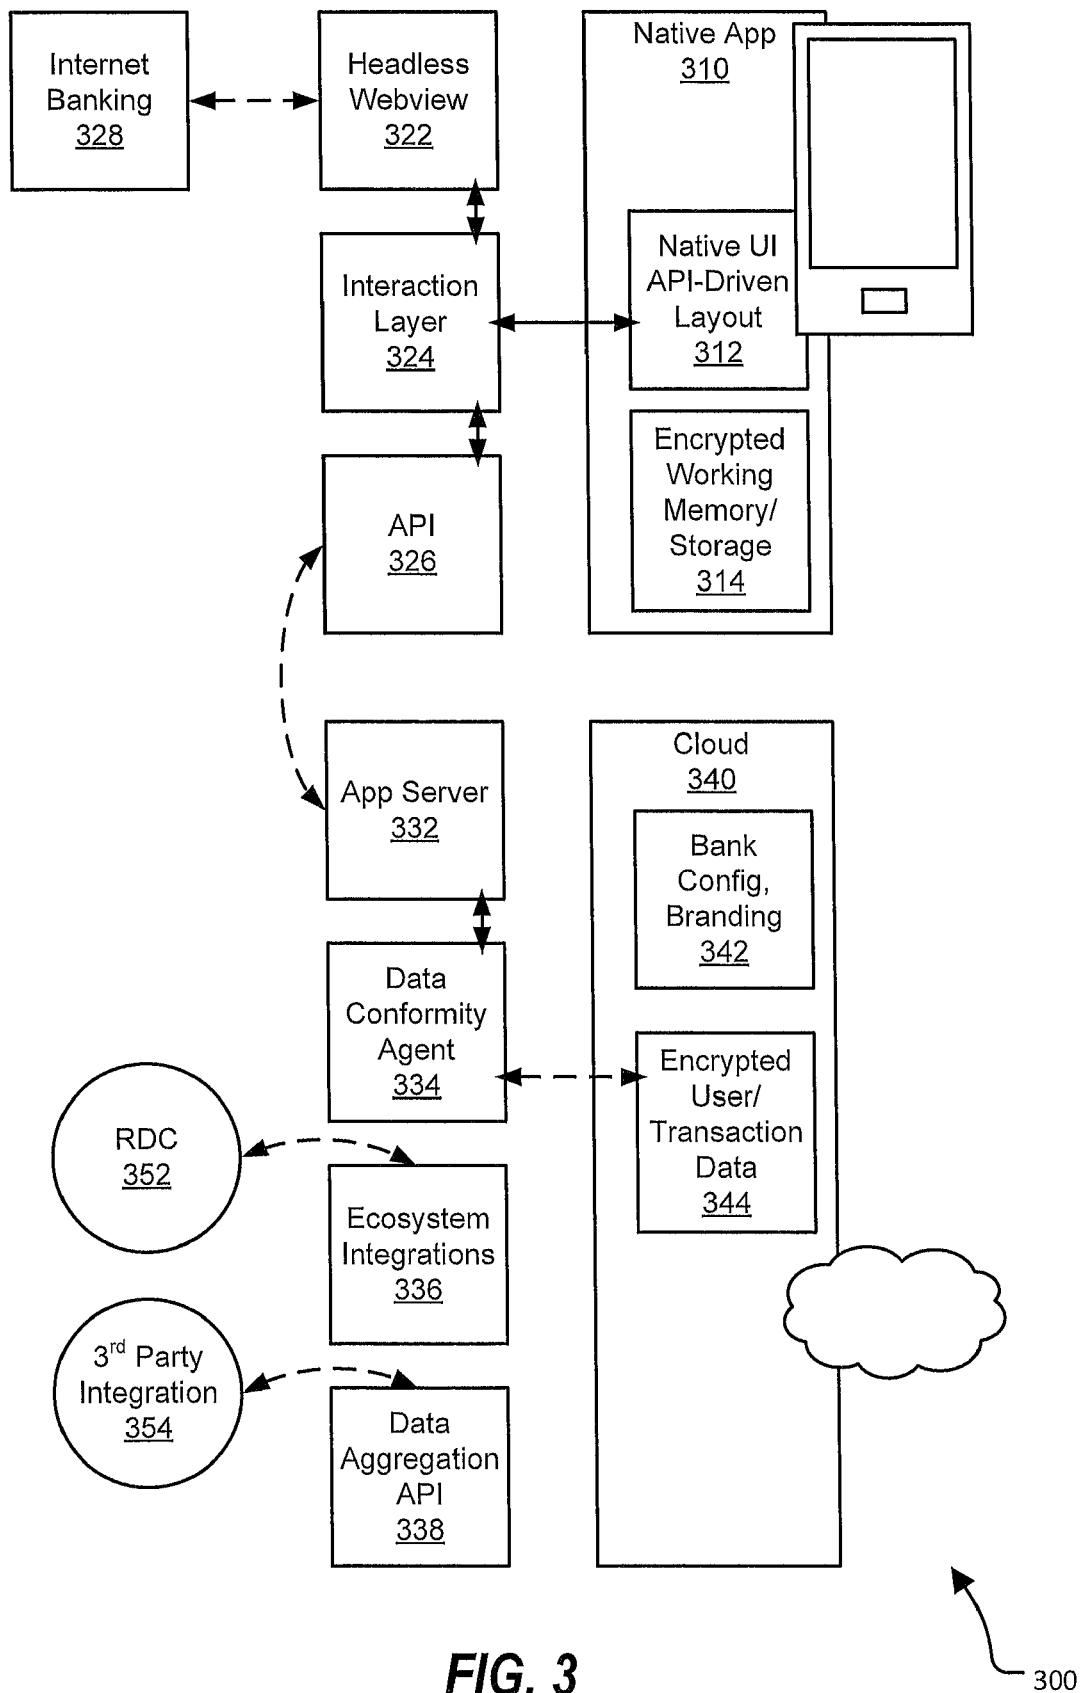 Internet
Banking
328
Headless
Webview
322
Native App
310
Interaction
Layer
324
Native UI
API-Driven
Layout
312
API
326
Encrypted
Working
Memory/
Storage
314
App Server
332
Cloud
340
Bank
Config,
Branding
342
Data
Conformity
Agent
334
Encrypted
User/
Transaction
Data
344
RDC
352
Ecosystem
Integrations
336
3rd Party
Integration
354
Data
Aggregation
API
338
FIG. 3
300